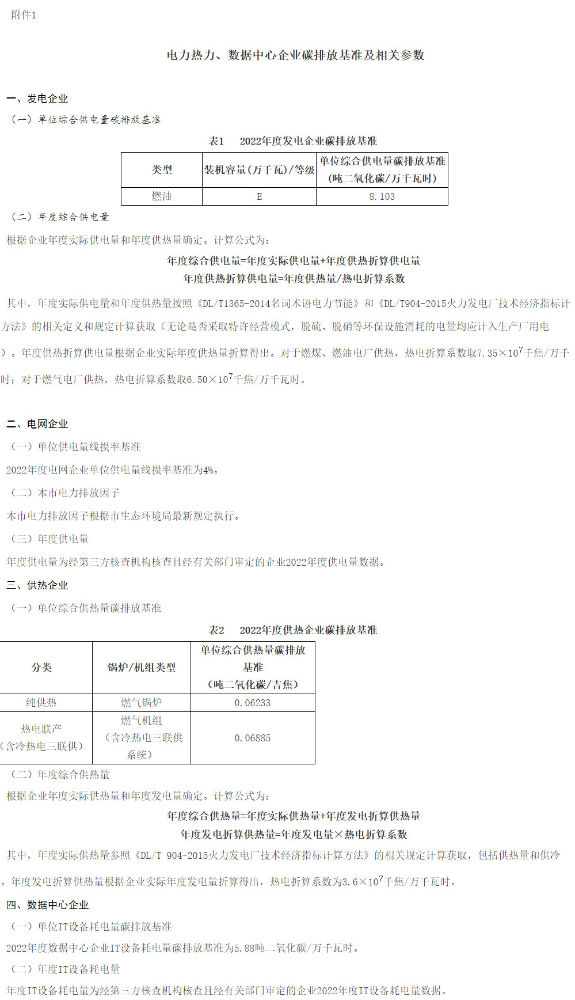 附件1
电力热力、数据中心企业碳排放基准及相关参数
一、发电企业
（一）单位综合供电量碳排放基准
表1 2022年度发电企业碳排放基准
类型 装机容量(万千瓦)/等级 单位综合供电量碳排放基准
(吨二氧化碳/万千瓦时)
燃油 E 8.103
（二）年度综合供电量
根据企业年度实际供电量和年度供热量确定。计算公式为：
年度综合供电量=年度实际供电量+年度供热折算供电量
年度供热折算供电量=年度供热量/热电折算系数
其中，年度实际供电量和年度供热量按照《DL/T1365-2014名词术语电力节能》和《DL/T904-2015火力发电厂技术经济指标计
方法》的相关定义和规定计算获取（无论是否采取特许经营模式，脱硫、脱硝等环保设施消耗的电量均应计入生产厂用电
）。年度供热折算供电量根据企业实际年度供热量折算得出。对于燃煤、燃油电厂供热，热电折算系数取7.35×10⁷千焦/万千
时；对于燃气电厂供热，热电折算系数取6.50×10⁷千焦/万千瓦时。
二、电网企业
（一）单位供电量线损率基准
2022年度电网企业单位供电量线损率基准为4%。
（二）本市电力排放因子
本市电力排放因子根据市生态环境局最新规定执行。
（三）年度供电量
年度供电量为经第三方核查机构核查且经有关部门审定的企业2022年度供电量数据。
三、供热企业
（一）单位综合供热量碳排放基准
表2 2022年度供热企业碳排放基准
分类 锅炉/机组类型 单位综合供热量碳排放
基准
（吨二氧化碳/吉焦）
纯供热 燃气锅炉 0.06233
热电联产
（含冷热电三联供） 燃气机组
（含冷热电三联供
系统） 0.06885
（二）年度综合供热量
根据企业年度实际供热量和年度发电量确定。计算公式为：
年度综合供热量=年度实际供热量+年度发电折算供热量
年度发电折算供热量=年度发电量×热电折算系数
其中，年度实际供热量参照《DL/T 904-2015火力发电厂技术经济指标计算方法》的相关规定计算获取，包括供热量和供冷
。年度发电折算供热量根据企业实际年度发电量折算得出，热电折算系数为3.6×10⁷千焦/万千瓦时。
四、数据中心企业
（一）单位IT设备耗电量碳排放基准
2022年度数据中心企业IT设备耗电量碳排放基准为5.88吨二氧化碳/万千瓦时。
（二）年度IT设备耗电量
年度IT设备耗电量为经第三方核查机构核查且经有关部门审定的企业2022年度IT设备耗电量数据。